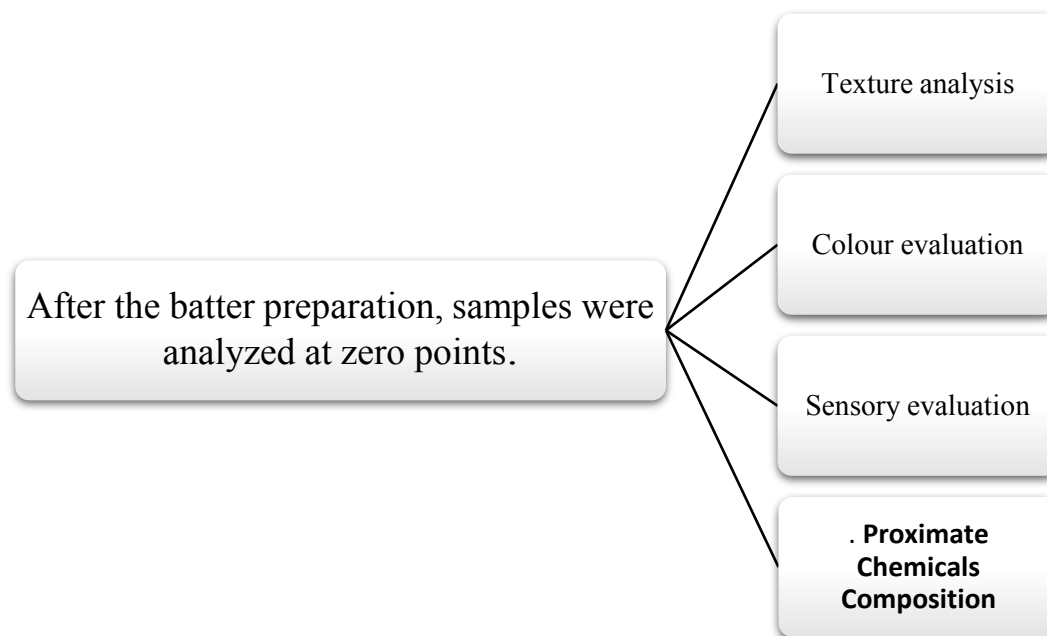 After the batter preparation, samples were
analyzed at zero points.
Texture analysis
Colour evaluation
Sensory evaluation
. Proximate
Chemicals
Composition